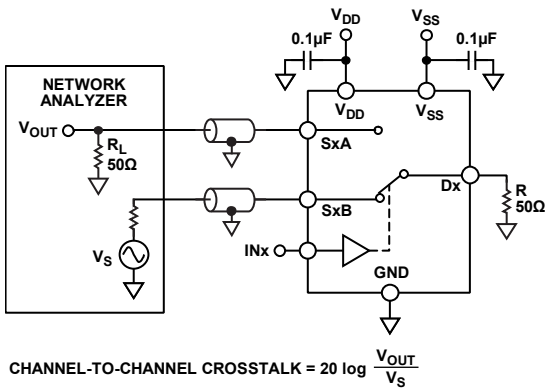 V_DD
V_SS
0.1µF
0.1µF
NETWORK
ANALYZER
V_OUT
R_L
50Ω
V_S
V_DD
V_SS
SxA
SxB
INx
Dx
R
50Ω
GND
CHANNEL-TO-CHANNEL CROSSTALK = 20 log V_OUT / V_S